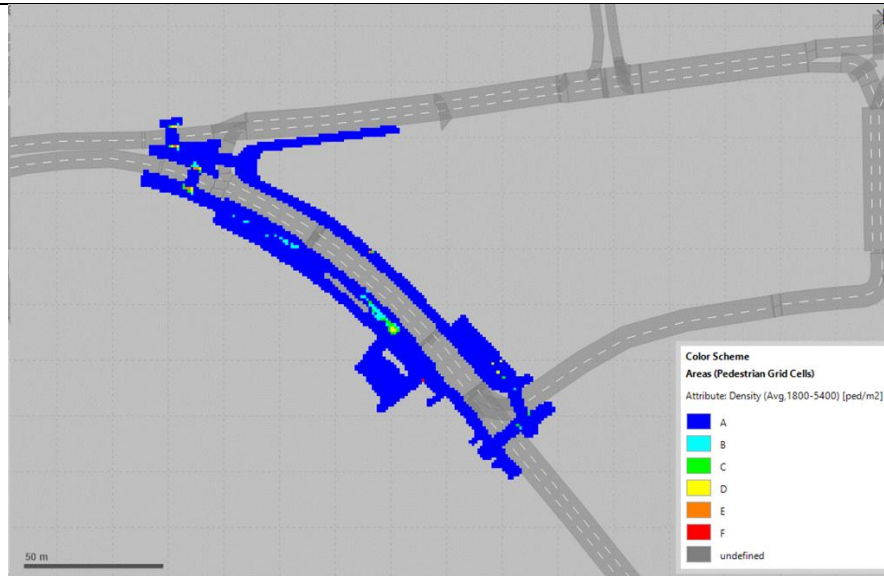 Color Scheme
Areas (Pedestrian Grid Cells)
Attribute: Density (Avg,1800-5400) [ped/m2]
A
B
C
D
E
F
undefined
50 m